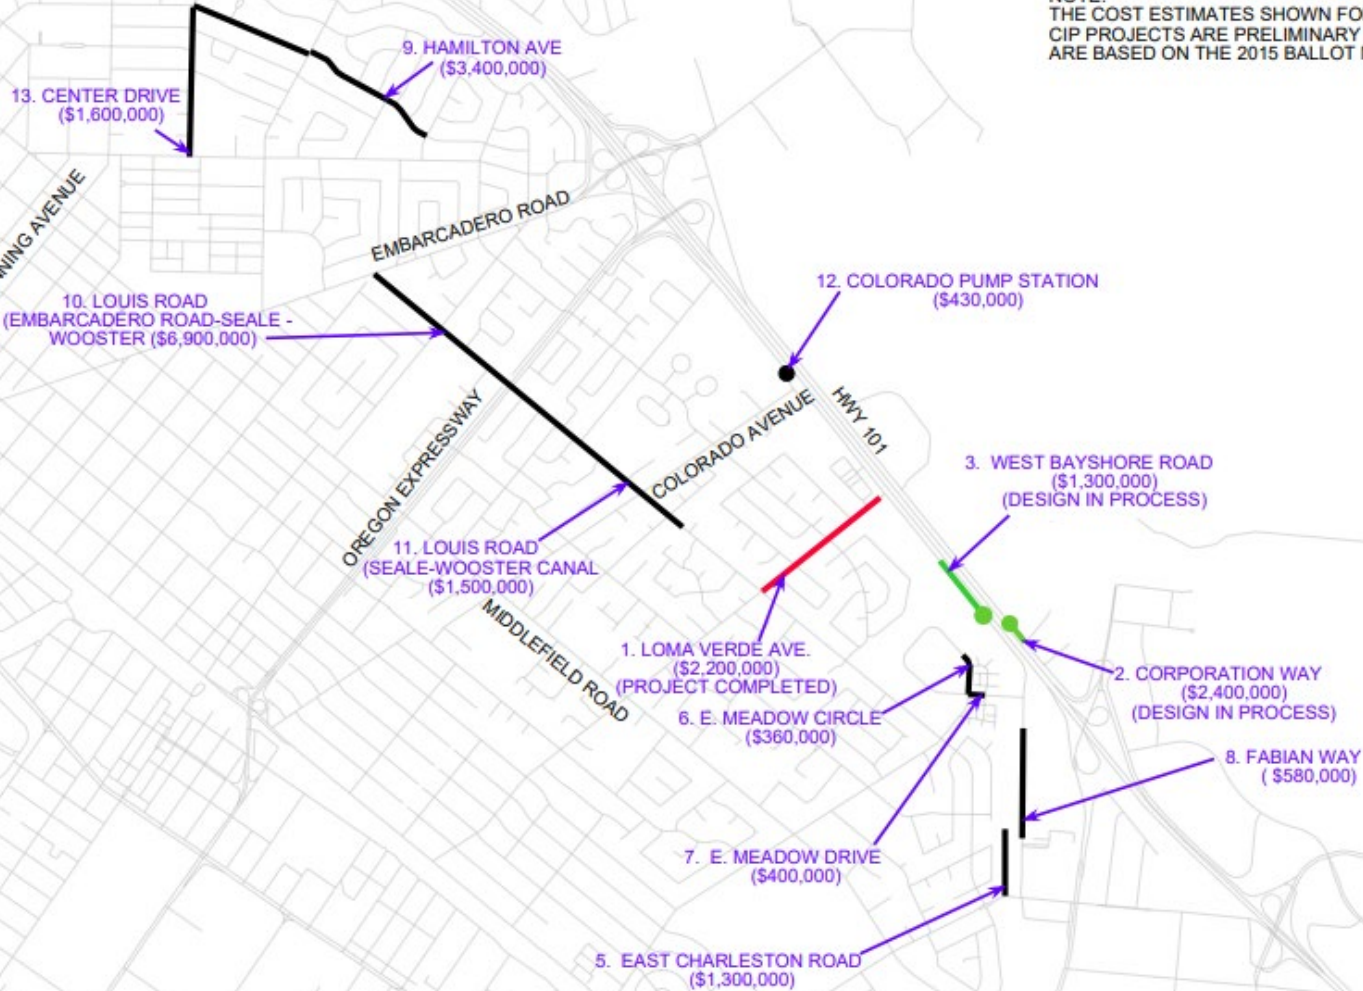 NOTE:
THE COST ESTIMATES SHOWN FO
CIP PROJECTS ARE PRELIMINARY
ARE BASED ON THE 2015 BALLOT
9. HAMILTON AVE
($3,400,000)
13. CENTER DRIVE
($1,600,000)
NING AVENUE
EMBARCADERO ROAD
10. LOUIS ROAD
(EMBARCADERO ROAD-SEALE -
WOOSTER ($6,900,000)
12. COLORADO PUMP STATION
($430,000)
HWY 101
COLORADO AVENUE
OREGON EXPRESSWAY
3. WEST BAYSHORE ROAD
($1,300,000)
(DESIGN IN PROCESS)
11. LOUIS ROAD
(SEALE-WOOSTER CANAL
($1,500,000)
MIDDLEFIELD ROAD
1. LOMA VERDE AVE.
($2,200,000)
(PROJECT COMPLETED)
2. CORPORATION WAY
($2,400,000)
(DESIGN IN PROCESS)
6. E. MEADOW CIRCLE
($360,000)
8. FABIAN WAY
( $580,000)
7. E. MEADOW DRIVE
($400,000)
5. EAST CHARLESTON ROAD
($1,300,000)